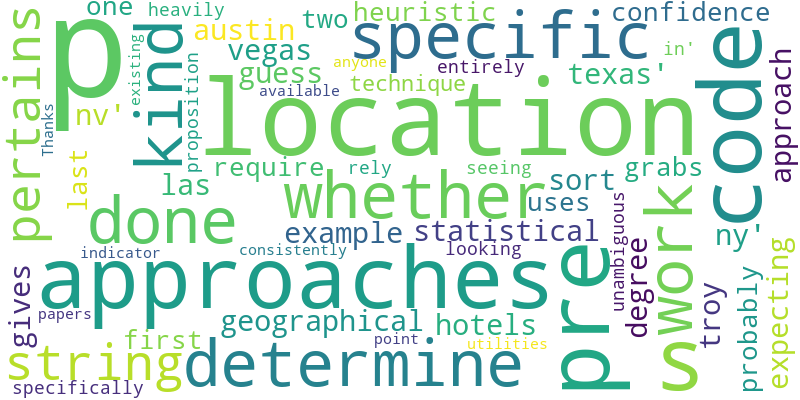 one heavily
two heuristic confidence
austin
p kind specific
pertains
existing
vegas anyone in'
guess entirely texas'
nv' available technique
Thanks proposition location code approach
require rely seeing grabs
last las whether sort
done uses
example statistical unambiguous work ny'
indicator consistently looking
approaches pre degree
gives papers s troy probably expecting
geographical hotels
first point utilities
string determine
specifically